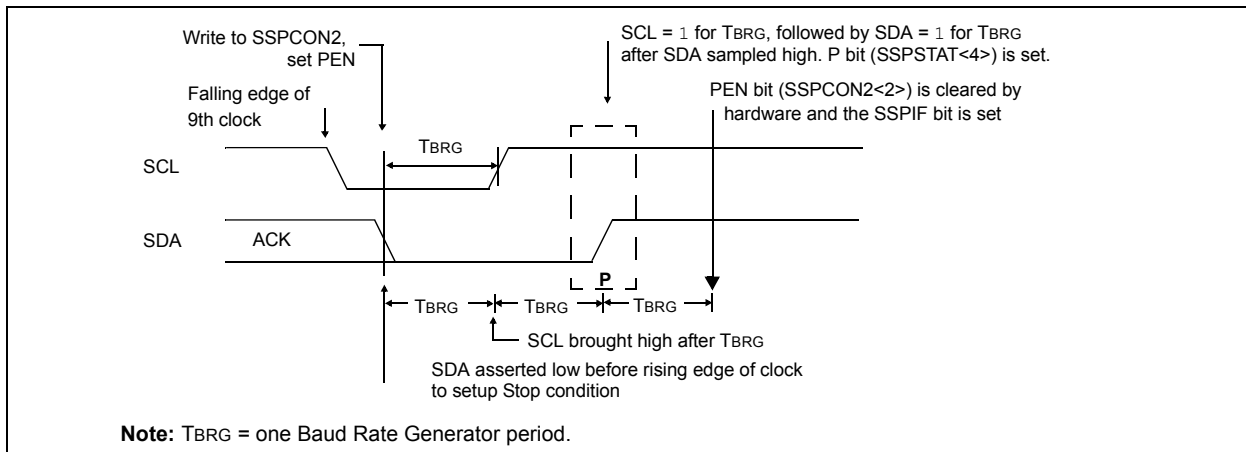 Write to SSPCON2,
set PEN
SCL = 1 for TBRG, followed by SDA = 1 for TBRG
after SDA sampled high. P bit (SSPSTAT<4>) is set.
Falling edge of
9th clock
PEN bit (SSPCON2<2>) is cleared by
hardware and the SSPIF bit is set
TBRG
SCL
SDA
ACK
P
TBRG
TBRG
TBRG
SCL brought high after TBRG
SDA asserted low before rising edge of clock
to setup Stop condition
Note: TBRG = one Baud Rate Generator period.